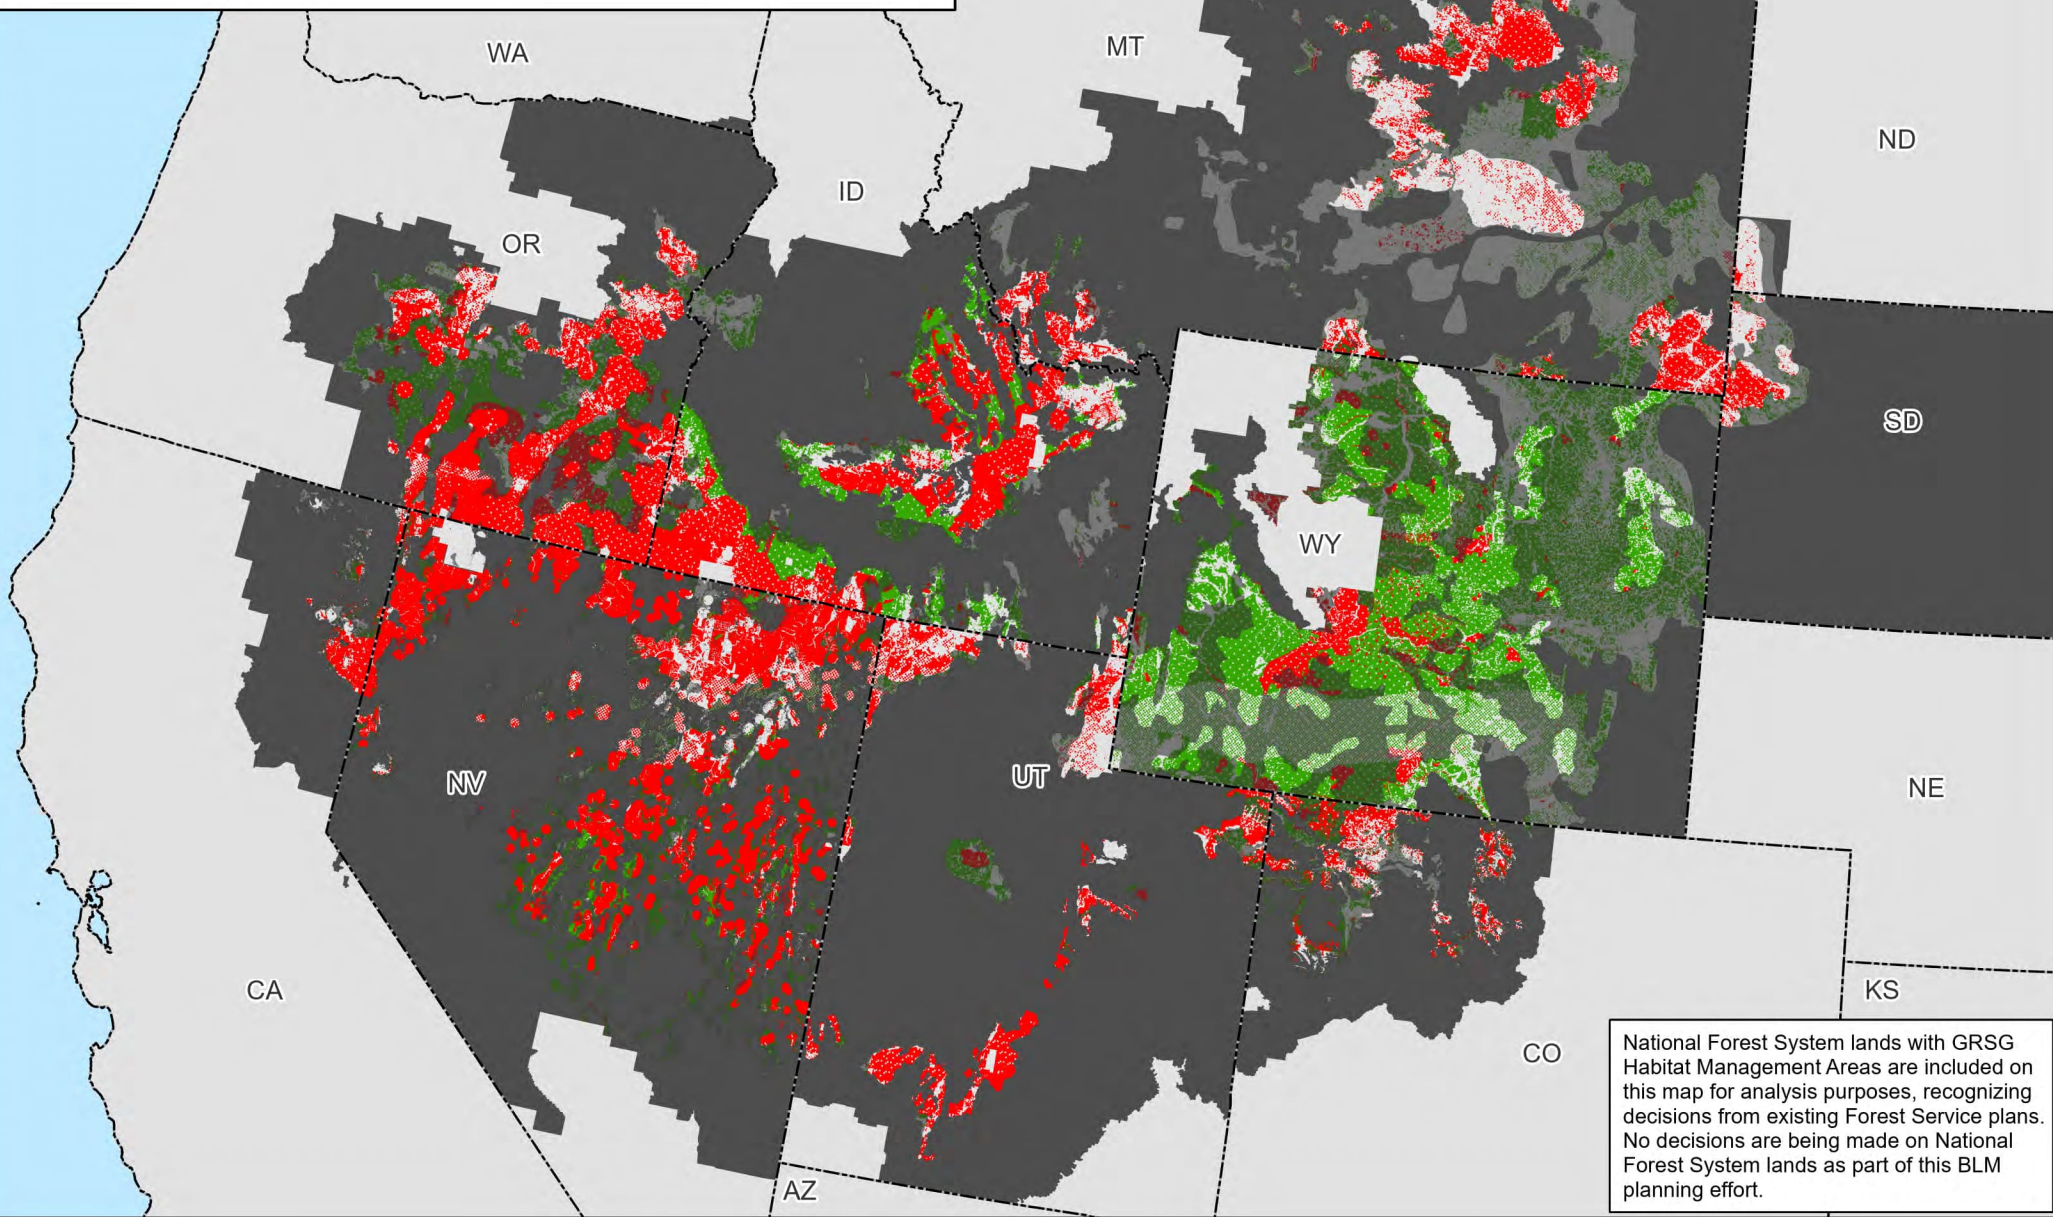 WA
MT
ND
ID
OR
SD
WY
NV
UT
NE
CA
KS
CO
AZ
National Forest System lands with GRSG
Habitat Management Areas are included on
this map for analysis purposes, recognizing
decisions from existing Forest Service plans.
No decisions are being made on National
Forest System lands as part of this BLM
planning effort.